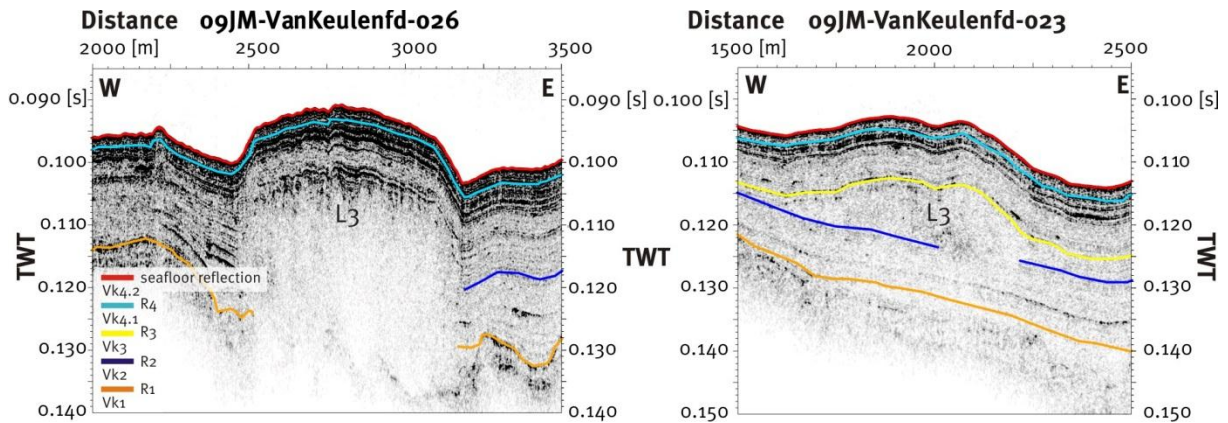 Distance 09JM-VanKeulenfd-026
2000 [m] 2500 3000 3500
W E
0.090 [s] 0.090 [s]
0.100 0.100
0.110 0.110
0.120 0.120
0.130 0.130
0.140 0.140
TWT
L3
seafloor reflection
Vk4.2
R4
Vk4.1
R3
Vk3
R2
Vk2
R1
Vk1
TWT
Distance 09JM-VanKeulenfd-023
1500 [m] 2000 2500
W E
0.100 [s] 0.100 [s]
0.110 0.110
0.120 0.120
0.130 0.130
0.140 0.140
0.150 0.150
L3
TWT